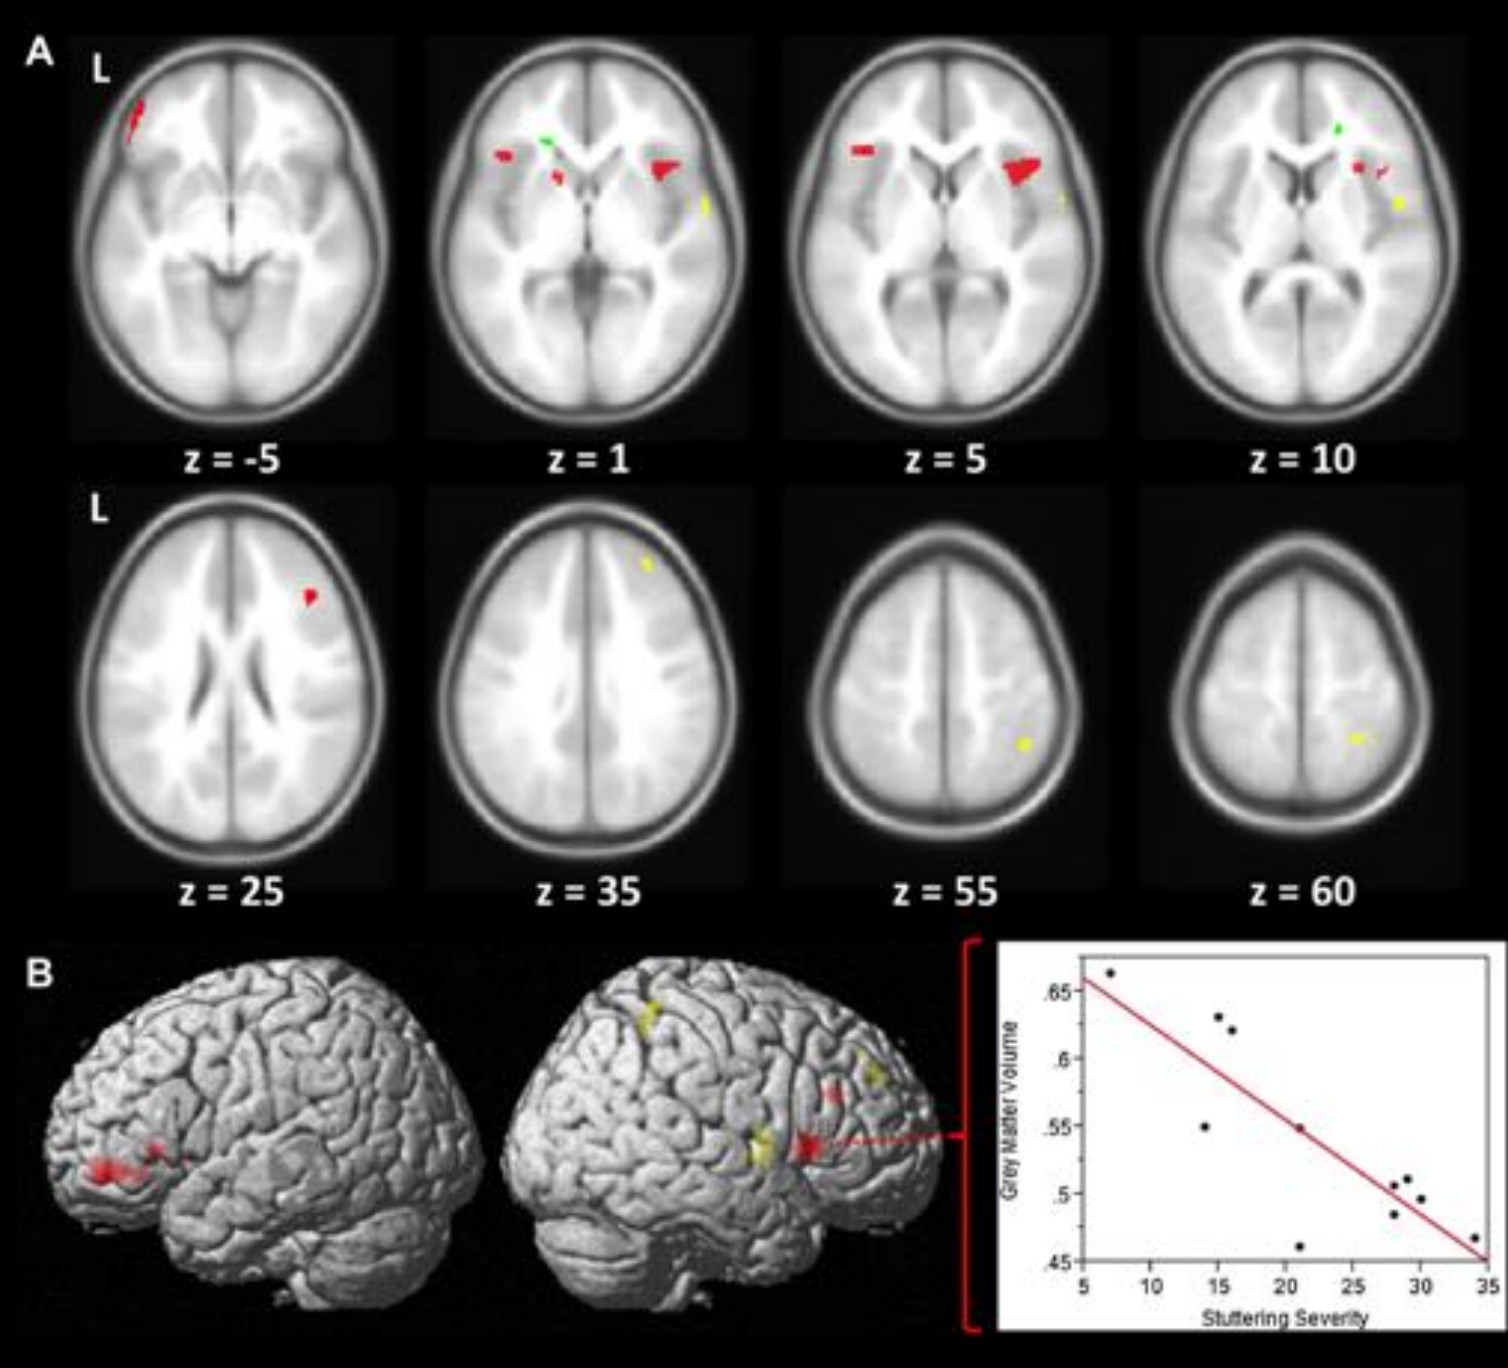 A
L
z = -5
z = 1
z = 5
z = 10
L
z = 25
z = 35
z = 55
z = 60
B
Grey Matter Volume
.65
.6
.55
.5
.45
5
10
15
20
25
30
35
Stuttering Severity